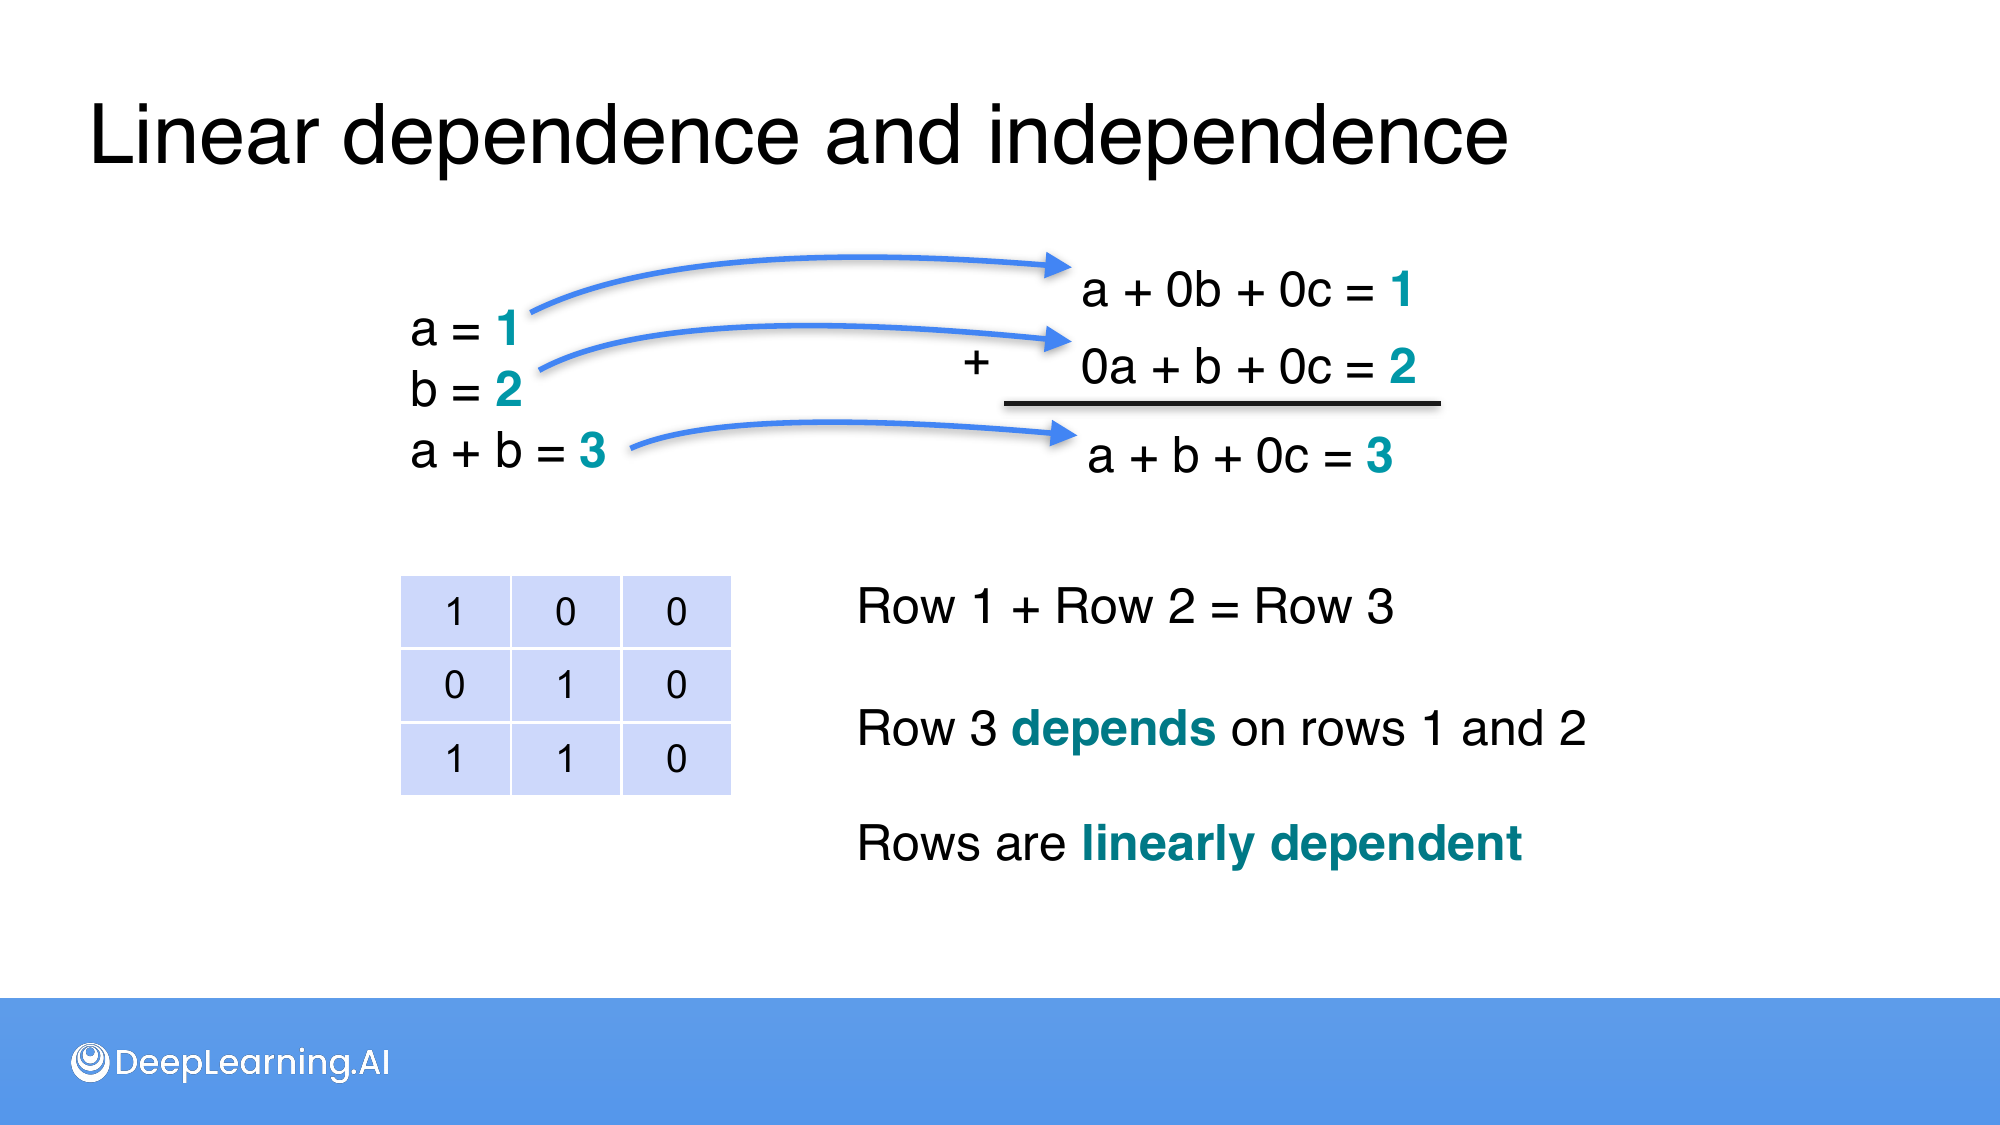 Linear dependence and independence
a = 1
b = 2
a + b = 3
a + 0b + 0c = 1
+ 0a + b + 0c = 2
a + b + 0c = 3
1 0 0
0 1 0
1 1 0
Row 1 + Row 2 = Row 3
Row 3 depends on rows 1 and 2
Rows are linearly dependent
DeepLearning.AI